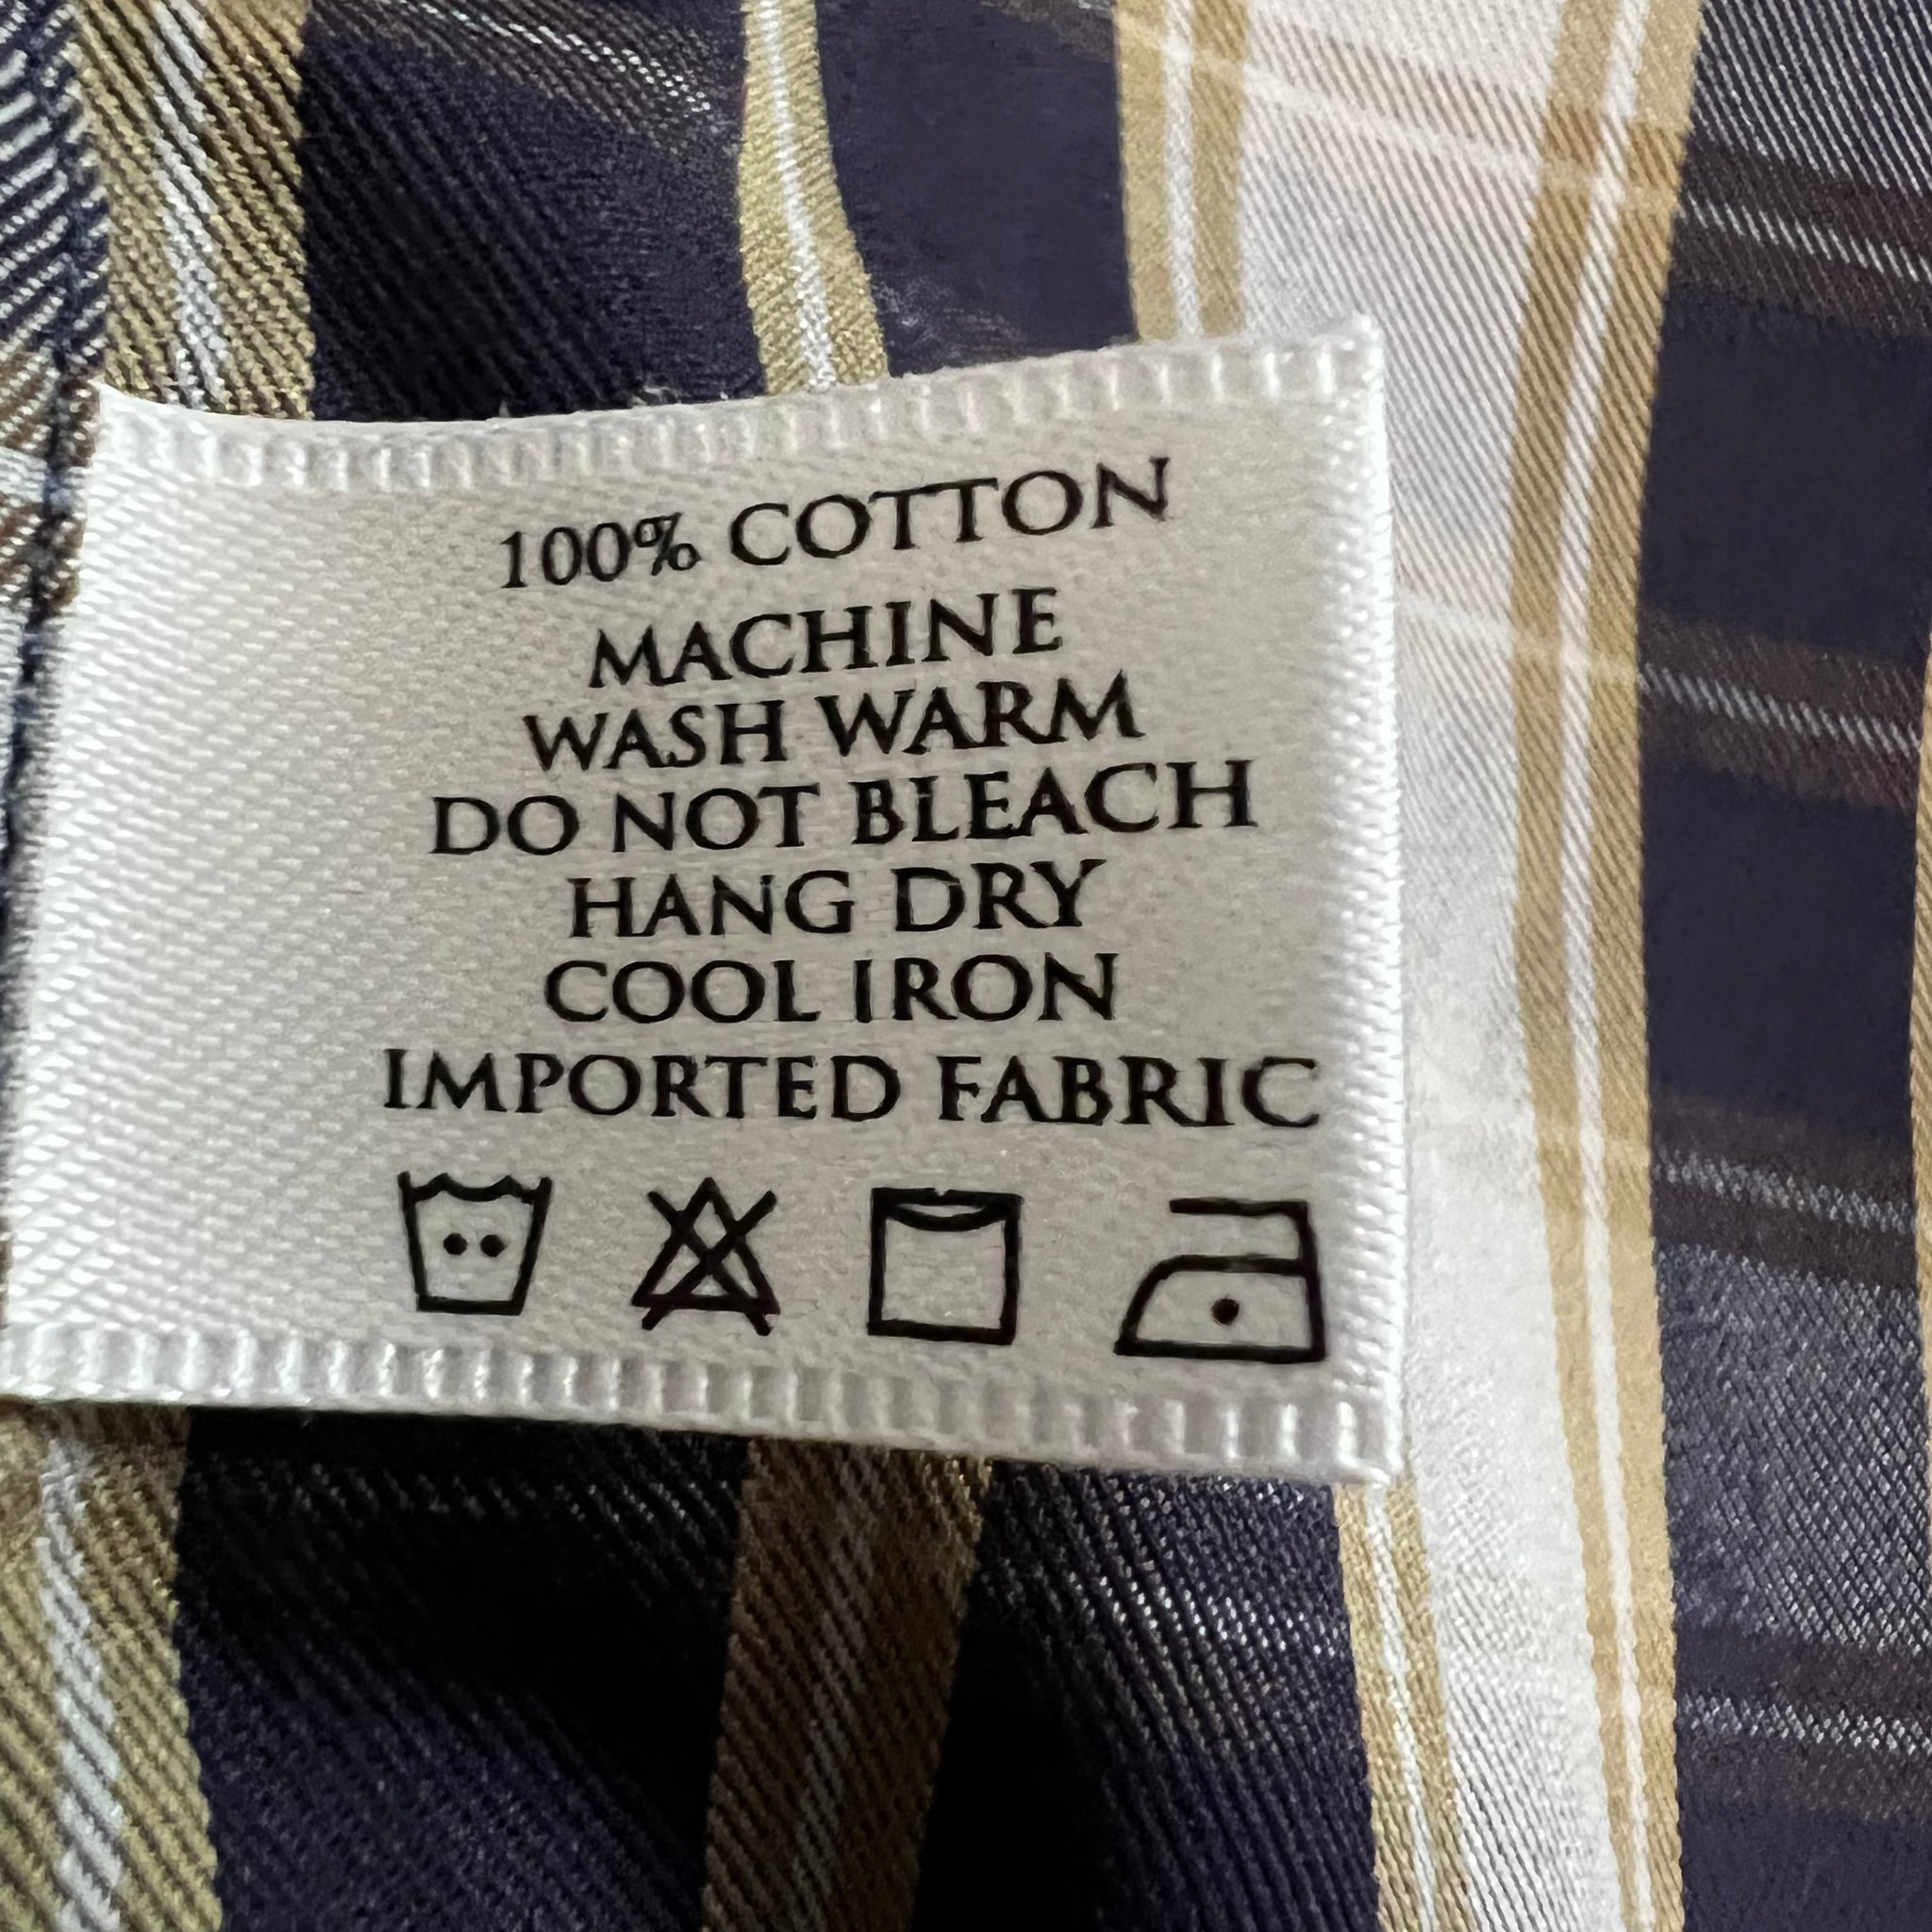 100% COTTON
MACHINE
WASH WARM
DO NOT BLEACH
HANG DRY
COOL IRON
IMPORTED FABRIC